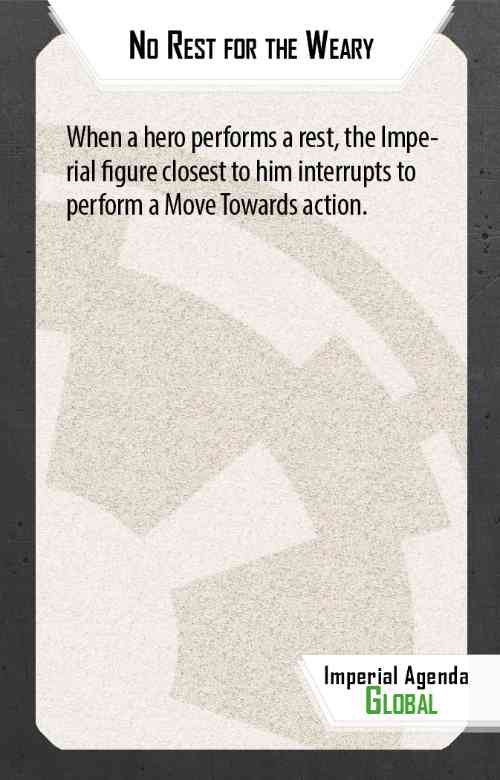 No Rest for the Weary
When a hero performs a rest, the Impe-
rial figure closest to him interrupts to
perform a Move Towards action.
Imperial Agenda
Global